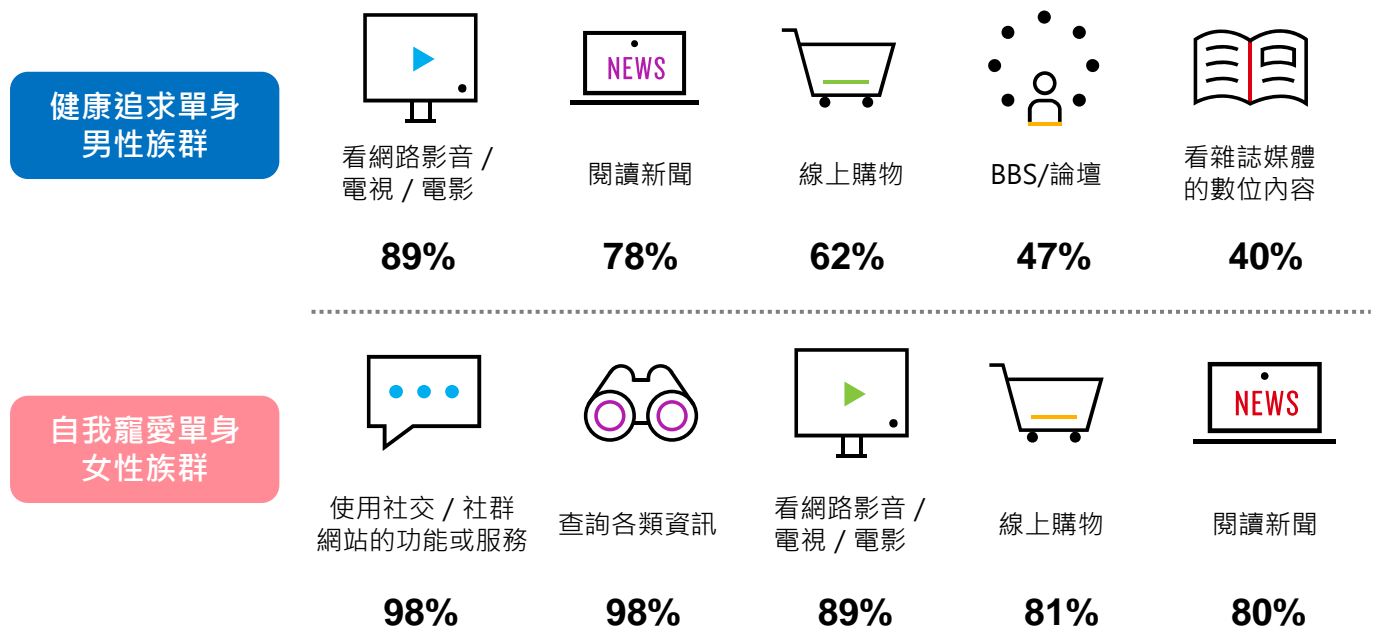 健康追求單身
男性族群
NEWS
看網路影音 /
電視 / 電影
閱讀新聞
線上購物
BBS/論壇
看雜誌媒體
的數位內容
89%
78%
62%
47%
40%
自我寵愛單身
女性族群
NEWS
使用社交 / 社群
網站的功能或服務
查詢各類資訊
看網路影音 /
電視 / 電影
線上購物
閱讀新聞
98%
98%
89%
81%
80%